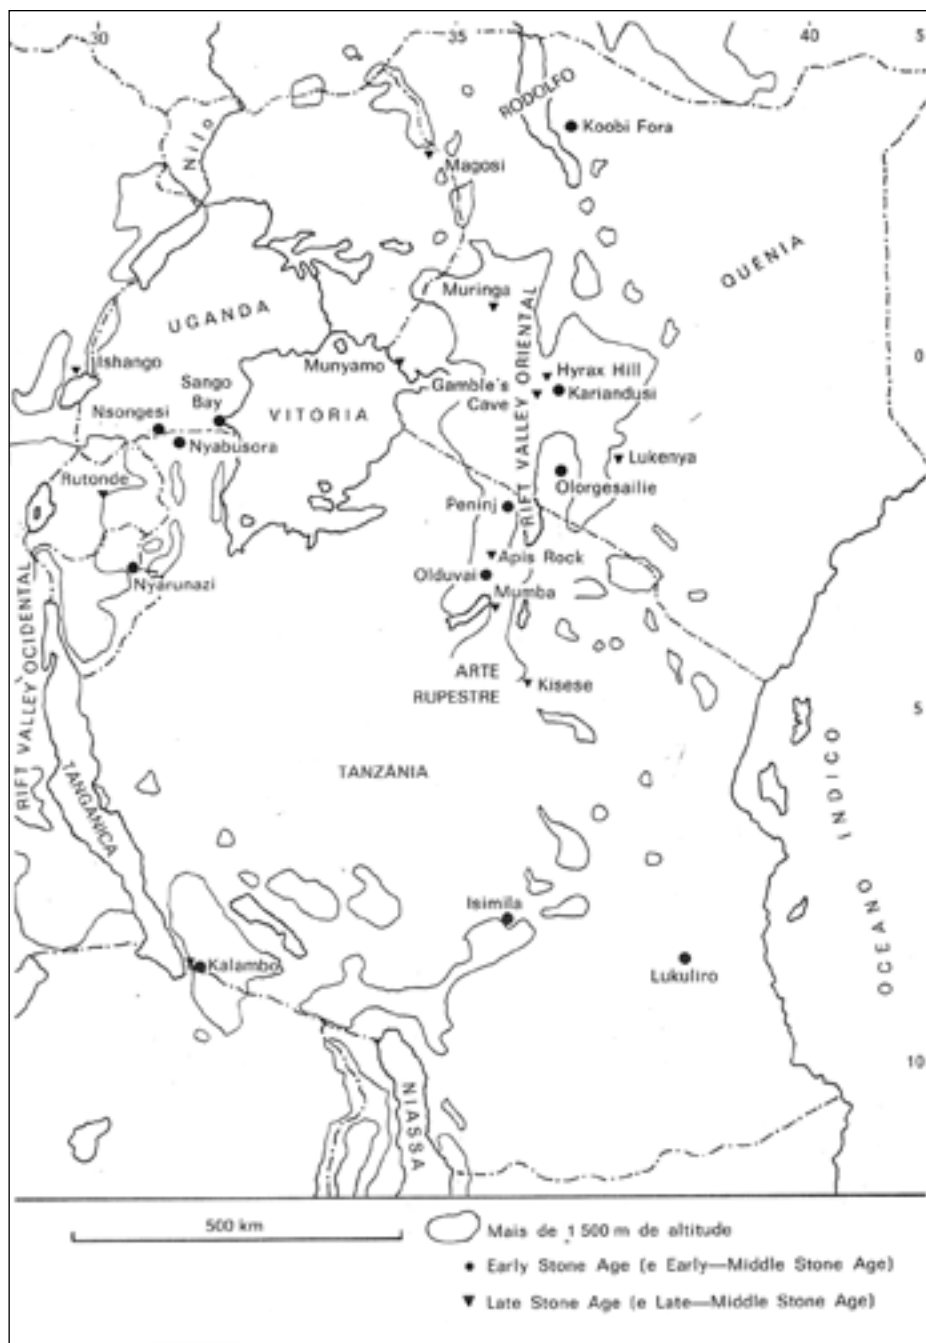 30
35
40
5
RODOLFO
Koobi Fora
Nilo
Magosi
QUENIA
Muringa
UGANDA
RIFT VALLEY ORIENTAL
0
Ishango
Munyamo
Hyrax Hill
Sango
Bay
Gamble's
Cave
Kariandusi
Nsongesi
VITORIA
Nyabusora
Lukenya
Rutonde
Olorgesailie
Peninj
Apis Rock
Olduvai
Mumba
Nyarunazi
RIFT VALLEY OCIDENTAL
ARTE
RUPESTRE
Kisese
5
TANZÂNIA
TANGANICA
OCEANO INDICO
Isimila
Kalambo
Lukuliro
10
NIASSA
500 km
Mais de 1 500 m de altitude
Early Stone Age (e Early—Middle Stone Age)
Late Stone Age (e Late—Middle Stone Age)